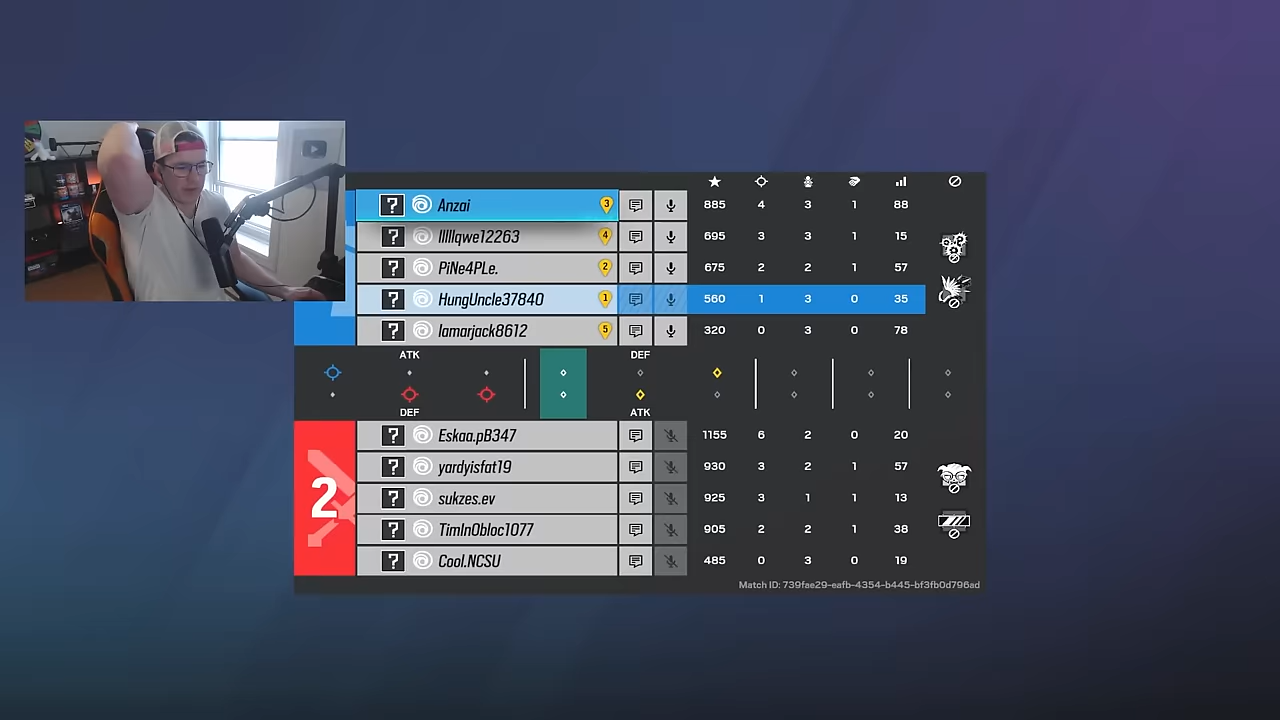 Anzai 3 885 4 3 1 88
lllllqwe12263 4 695 3 3 1 15
PiNe4PLe. 2 675 2 2 1 57
HungUncle37840 1 560 1 3 0 35
lamarjack8612 5 320 0 3 0 78
ATK DEF
DEF ATK
2
Eskaa.pB347 1155 6 2 0 20
yardyisfat19 930 3 2 1 57
sukzes.ev 925 3 1 1 13
TimInObloc1077 905 2 2 1 38
Cool.NCSU 485 0 3 0 19
Match ID: 739fae29-eafb-4354-b445-bf3fb0d796ad